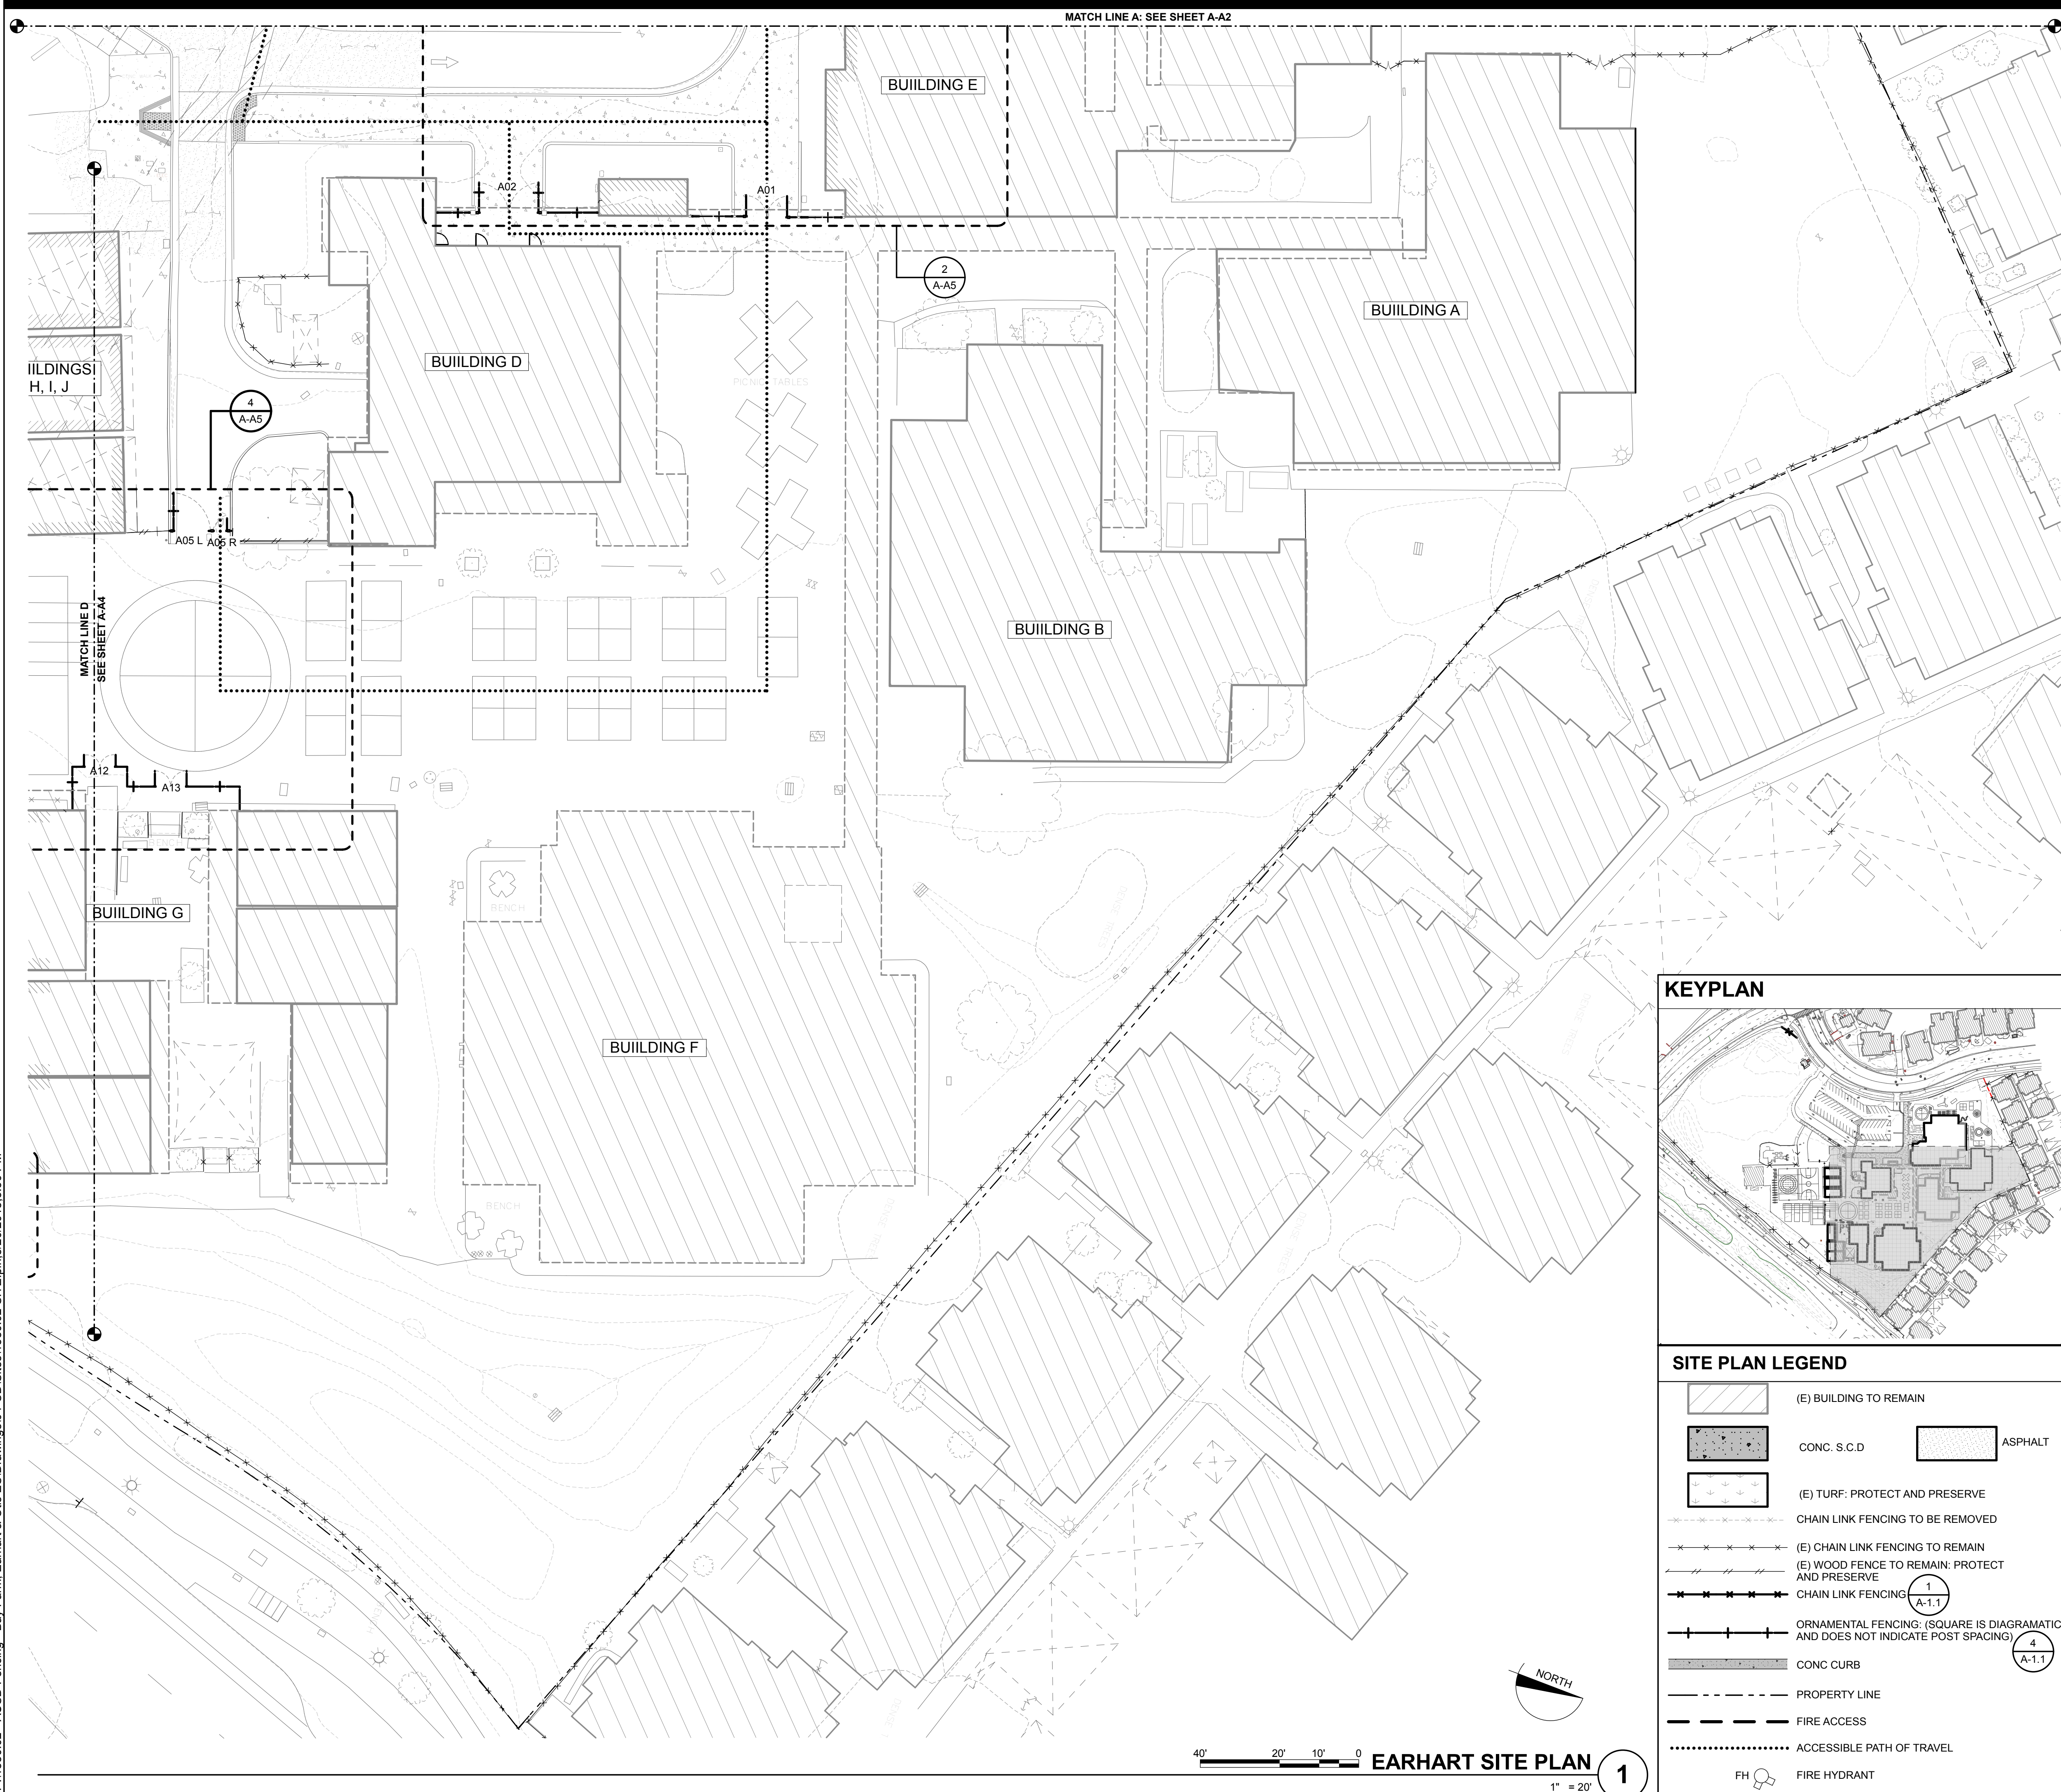 MATCH LINE A: SEE SHEET A-A2
BUIILDING E
A02
A01
2
A-A5
BUIILDING A
BUIILDING D
PICNIC TABLES
IILDINGSI
H, I, J
4
A-A5
A05 L
A05 R
MATCH LINE D
SEE SHEET A-A4
BUIILDING B
A12
A13
BENCH
BUIILDING G
BENCH
BUIILDING F
BENCH
KEYPLAN
SITE PLAN LEGEND
(E) BUILDING TO REMAIN
CONC. S.C.D
ASPHALT
(E) TURF: PROTECT AND PRESERVE
CHAIN LINK FENCING TO BE REMOVED
(E) CHAIN LINK FENCING TO REMAIN
(E) WOOD FENCE TO REMAIN: PROTECT
AND PRESERVE
CHAIN LINK FENCING
1
A-1.1
ORNAMENTAL FENCING: (SQUARE IS DIAGRAMATIC
AND DOES NOT INDICATE POST SPACING)
4
A-1.1
CONC CURB
PROPERTY LINE
FIRE ACCESS
ACCESSIBLE PATH OF TRAVEL
FH
FIRE HYDRANT
NORTH
40' 20' 10' 0
EARHART SITE PLAN
1
1" = 20'